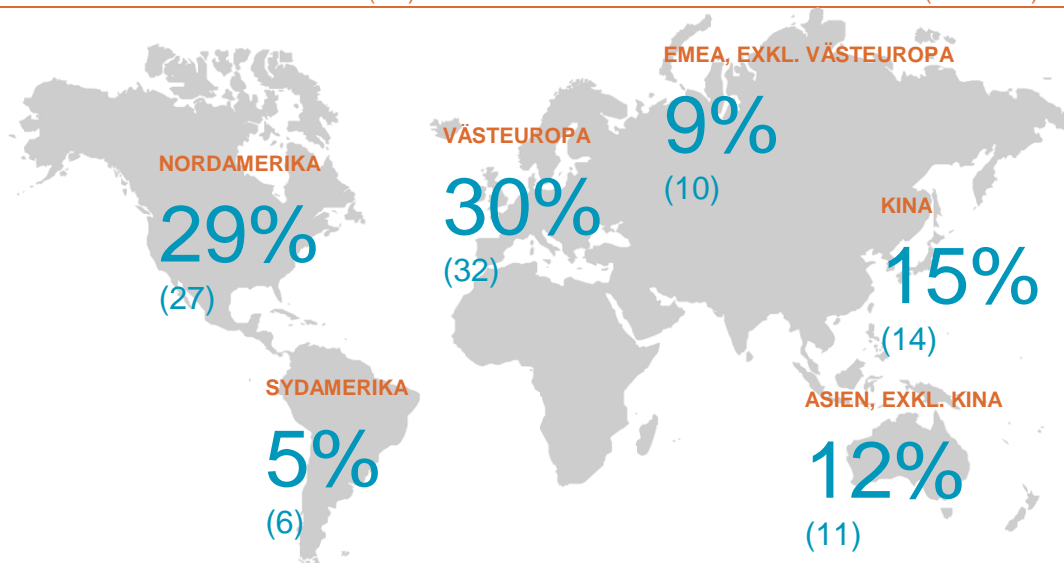 EMEA, EXKL. VÄSTEUROPA
9%
(10)
VÄSTEUROPA
30%
(32)
NORDAMERIKA
29%
(27)
KINA
15%
(14)
SYDAMERIKA
5%
(6)
ASIEN, EXKL. KINA
12%
(11)